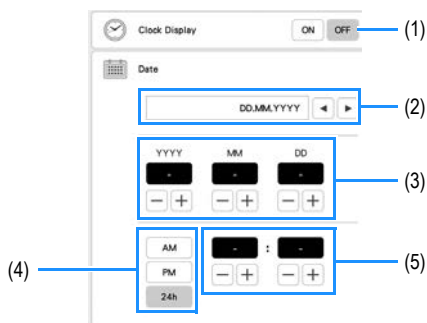 Clock Display ON OFF (1)
Date
DD.MM.YYYY ◄ ► (2)
YYYY MM DD
- - -
− + − + − + (3)
AM - : -
PM − + − + (5)
(4)
24h